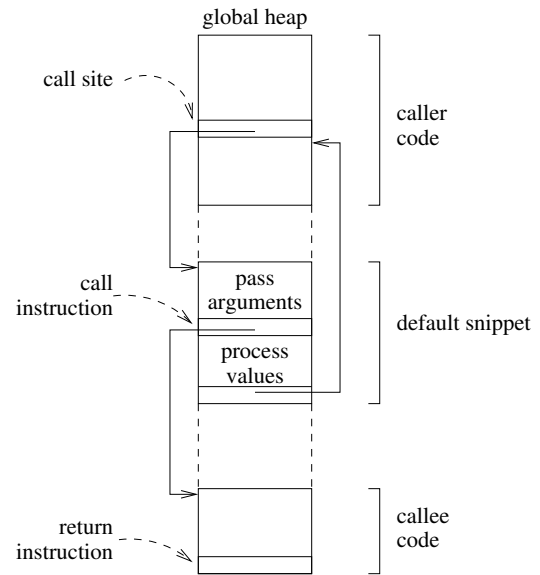 global heap
call site
caller
code
pass
arguments
call
instruction
default snippet
process
values
callee
code
return
instruction